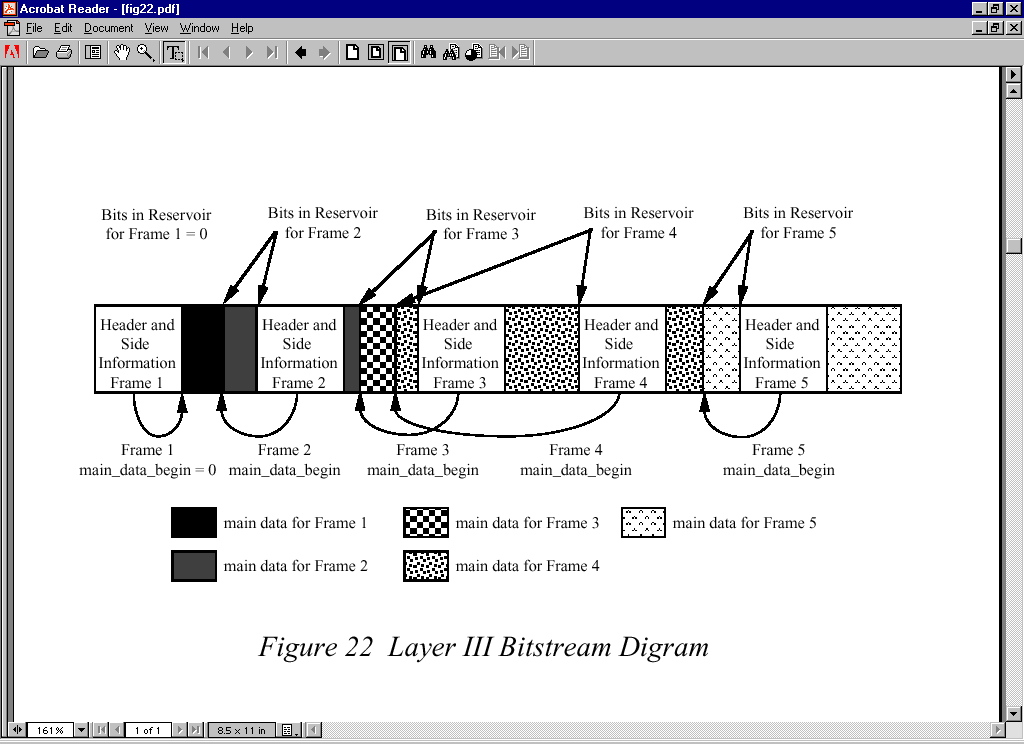 Acrobat Reader - [fig22.pdf]
File Edit Document View Window Help
Bits in Reservoir
for Frame 1 = 0
Bits in Reservoir
for Frame 2
Bits in Reservoir
for Frame 3
Bits in Reservoir
for Frame 4
Bits in Reservoir
for Frame 5
Header and
Side
Information
Frame 1
Header and
Side
Information
Frame 2
Header and
Side
Information
Frame 3
Header and
Side
Information
Frame 4
Header and
Side
Information
Frame 5
Frame 1
main_data_begin = 0
Frame 2
main_data_begin
Frame 3
main_data_begin
Frame 4
main_data_begin
Frame 5
main_data_begin
main data for Frame 1
main data for Frame 3
main data for Frame 5
main data for Frame 2
main data for Frame 4
Figure 22 Layer III Bitstream Digram
161% 1 of 1 8.5 x 11 in